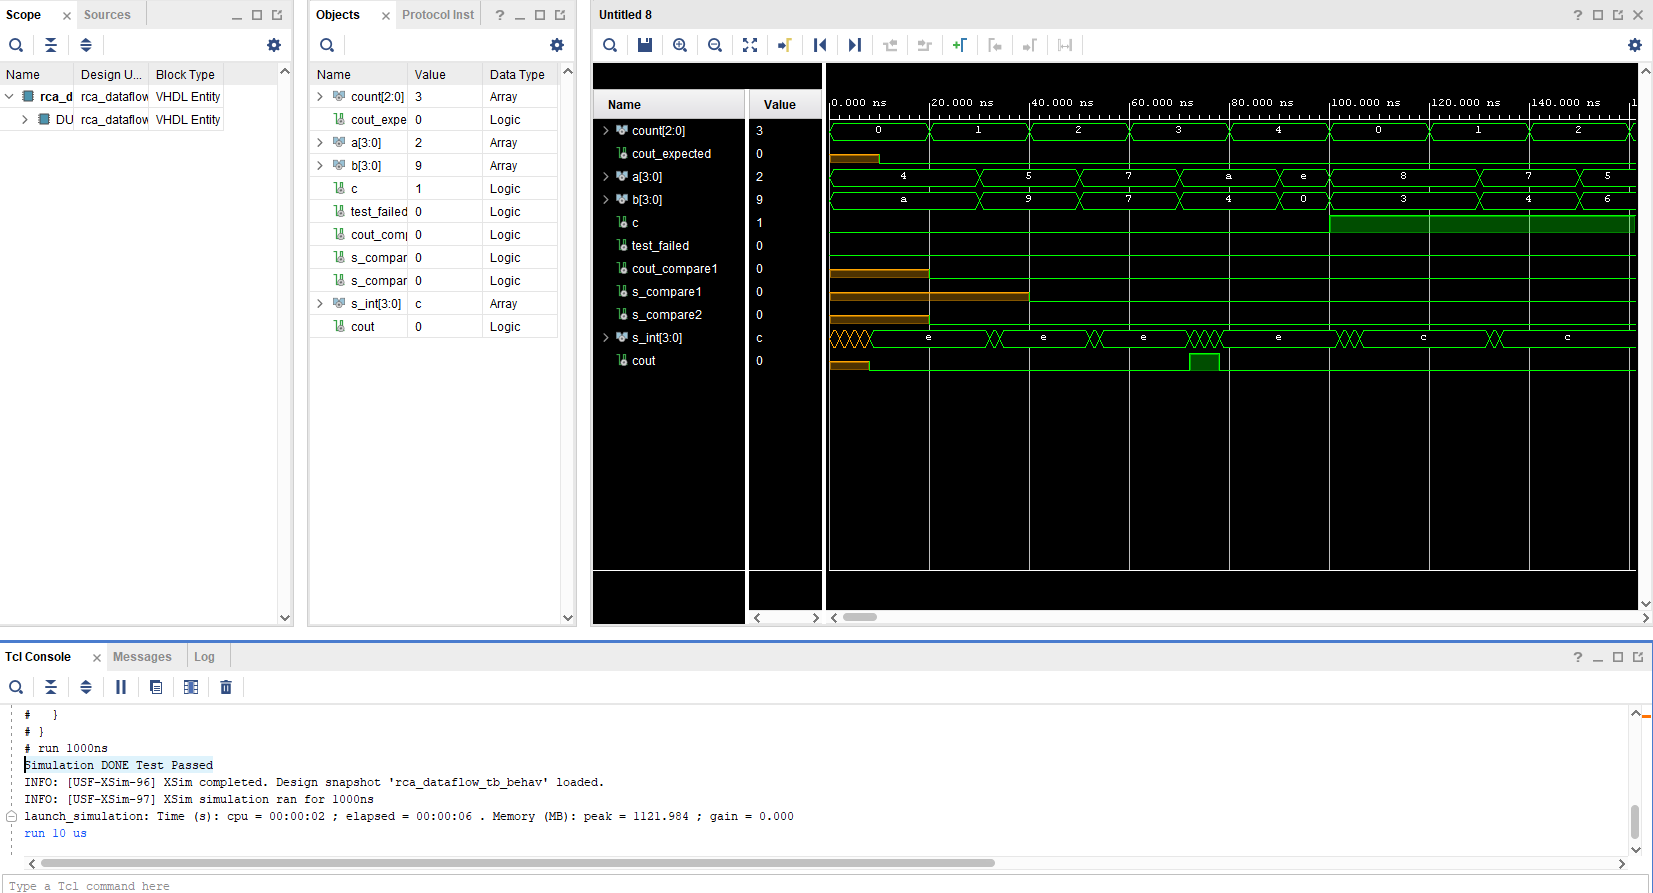 Scope
Sources
Name Design U... Block Type
rca_d rca_dataflow VHDL Entity
DU rca_dataflow VHDL Entity
Objects
Protocol Inst
?
Name Value Data Type
count[2:0] 3 Array
cout_expe 0 Logic
a[3:0] 2 Array
b[3:0] 9 Array
c 1 Logic
test_failed 0 Logic
cout_comp 0 Logic
s_compar 0 Logic
s_compar 0 Logic
s_int[3:0] c Array
cout 0 Logic
Untitled 8
?
Name Value
0.000 ns 20.000 ns 40.000 ns 60.000 ns 80.000 ns 100.000 ns 120.000 ns 140.000 ns 1
count[2:0] 3 0 1 2 3 4 0 1 2
cout_expected 0
a[3:0] 2 4 5 7 a e 8 7 5
b[3:0] 9 a 9 7 4 0 3 4 6
c 1
test_failed 0
cout_compare1 0
s_compare1 0
s_compare2 0
s_int[3:0] c e e e e c c
cout 0
Tcl Console
Messages
Log
?
# }
# }
# run 1000ns
Simulation DONE Test Passed
INFO: [USF-XSim-96] XSim completed. Design snapshot 'rca_dataflow_tb_behav' loaded.
INFO: [USF-XSim-97] XSim simulation ran for 1000ns
launch_simulation: Time (s): cpu = 00:00:02 ; elapsed = 00:00:06 . Memory (MB): peak = 1121.984 ; gain = 0.000
run 10 us
Type a Tcl command here